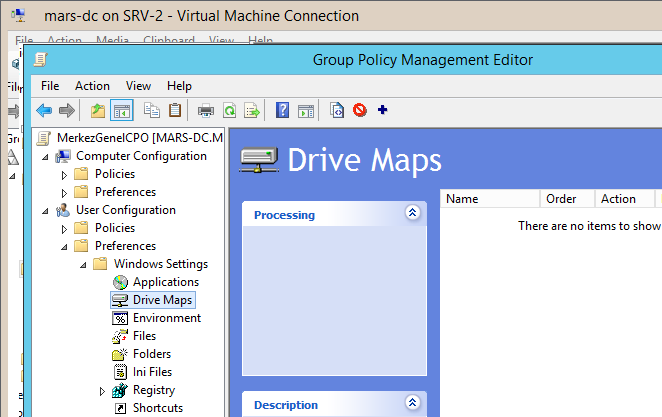 mars-dc on SRV-2 - Virtual Machine Connection
File Action Media Clipboard View Help
Group Policy Management Editor
File Action View Help
MerkezGenelCPO [MARS-DC.M
Computer Configuration
Policies
Preferences
User Configuration
Policies
Preferences
Windows Settings
Applications
Drive Maps
Environment
Files
Folders
Ini Files
Registry
Shortcuts
Drive Maps
Processing
Description
Name Order Action
There are no items to show